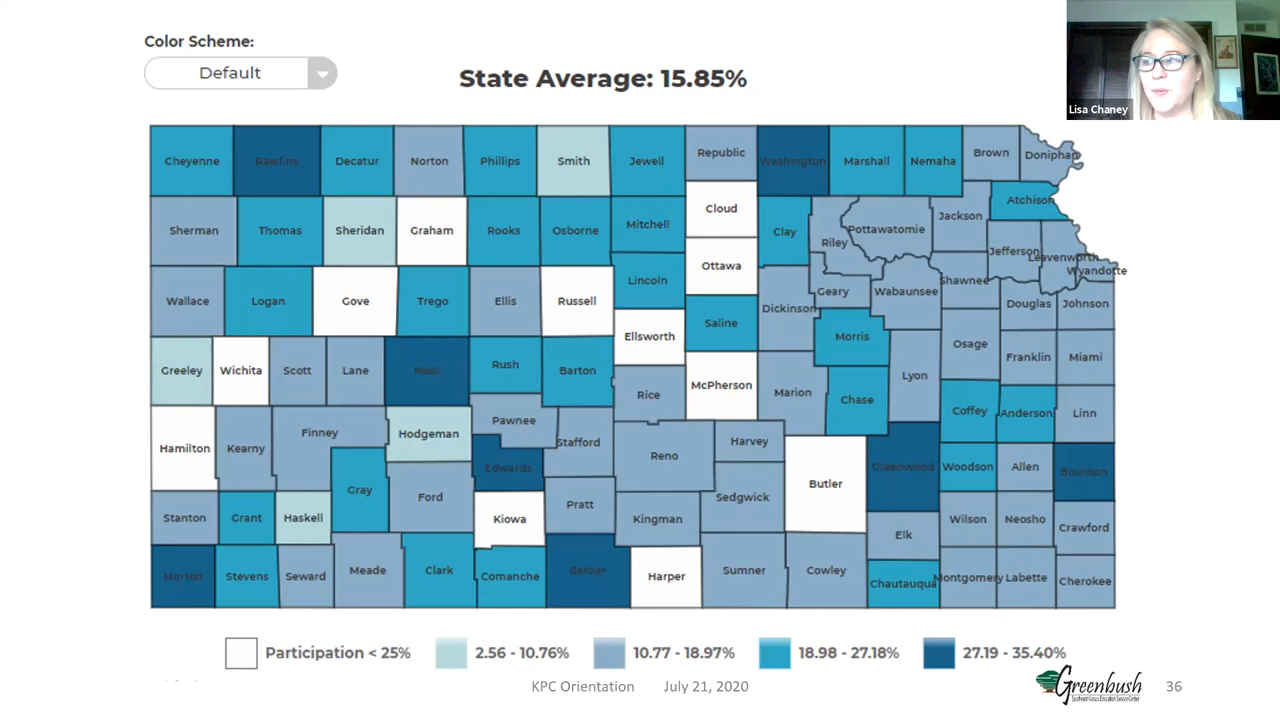 Color Scheme:
Default
State Average: 15.85%
Lisa Chaney
Cheyenne
Rawlins
Decatur
Norton
Phillips
Smith
Jewell
Republic
Washington
Marshall
Nemaha
Brown
Doniphan
Cloud
Atchison
Sherman
Thomas
Sheridan
Graham
Rooks
Osborne
Mitchell
Clay
Riley
Pottawatomie
Jackson
Jefferson
Leavenworth
Wyandotte
Ottawa
Lincoln
Wallace
Logan
Gove
Trego
Ellis
Russell
Dickinson
Geary
Wabaunsee
Shawnee
Douglas
Johnson
Saline
Ellsworth
Morris
Osage
Franklin
Miami
Greeley
Wichita
Scott
Lane
Ness
Rush
Barton
Rice
McPherson
Marion
Chase
Lyon
Coffey
Anderson
Linn
Hamilton
Kearny
Finney
Hodgeman
Pawnee
Stafford
Edwards
Reno
Harvey
Sedgwick
Butler
Greenwood
Woodson
Allen
Bourbon
Gray
Ford
Kiowa
Pratt
Kingman
Stanton
Grant
Haskell
Elk
Wilson
Neosho
Crawford
Morton
Stevens
Seward
Meade
Clark
Comanche
Barber
Harper
Sumner
Cowley
Chautauqua
Montgomery
Labette
Cherokee
Participation < 25%
2.56 - 10.76%
10.77 - 18.97%
18.98 - 27.18%
27.19 - 35.40%
KPC Orientation July 21, 2020
Greenbush
Southeast Kansas Education Service Center
36